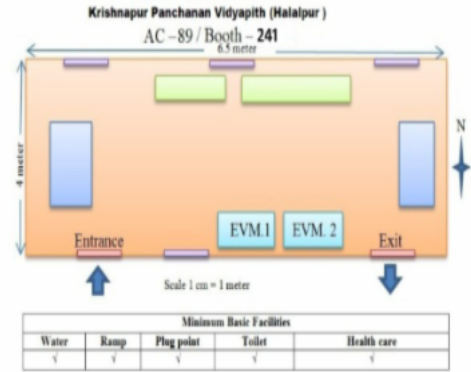 Krishnapur Panchanan Vidyapith (Halalpur )
AC –89 / Booth – 241
6.5 meter
4 meter
N
EVM.1 EVM. 2
Entrance Exit
Scale 1 cm = 1 meter
Minimum Basic Facilities
Water Ramp Plug point Toilet Health care
√ √ √ √ √